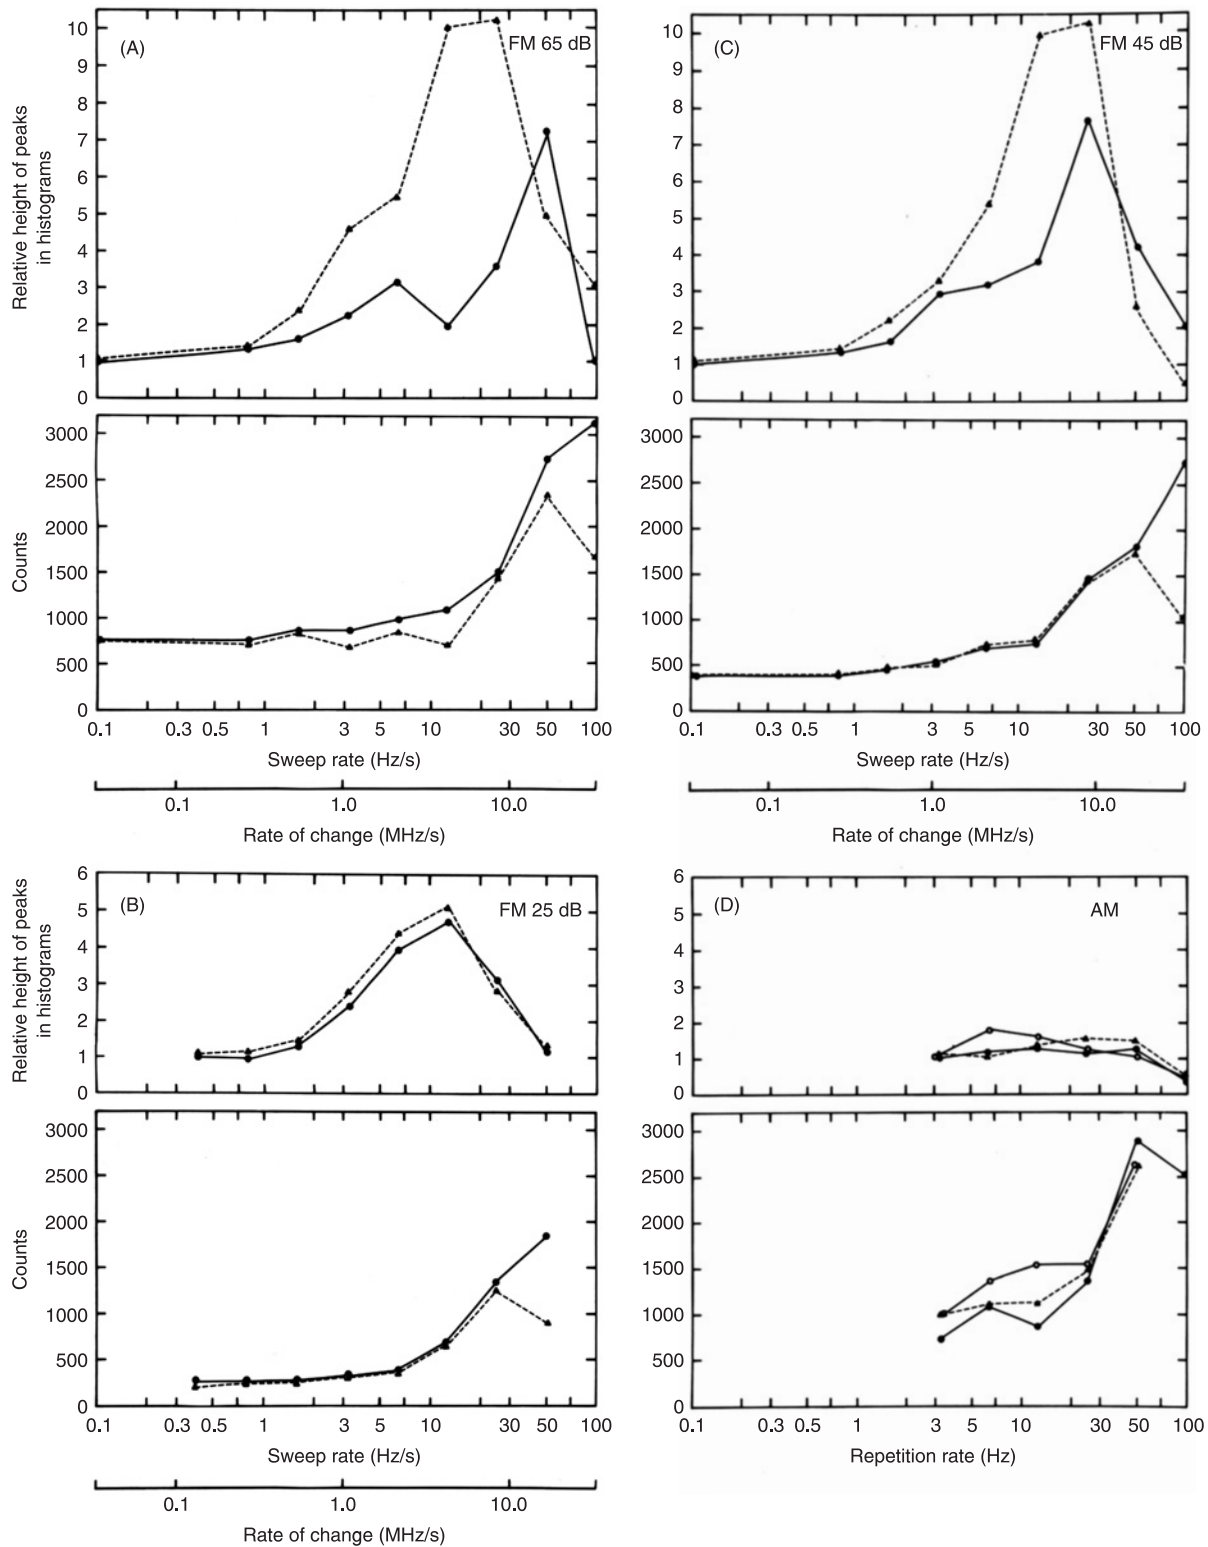 (A)
FM 65 dB
Relative height of peaks
in histograms
10
9
8
7
6
5
4
3
2
1
0
Counts
3000
2500
2000
1500
1000
500
0
0.1 0.3 0.5 1 3 5 10 30 50 100
Sweep rate (Hz/s)
0.1 1.0 10.0
Rate of change (MHz/s)
(C)
FM 45 dB
10
9
8
7
6
5
4
3
2
1
0
3000
2500
2000
1500
1000
500
0
0.1 0.3 0.5 1 3 5 10 30 50 100
Sweep rate (Hz/s)
0.1 1.0 10.0
Rate of change (MHz/s)
(B)
FM 25 dB
Relative height of peaks
in histograms
6
5
4
3
2
1
0
Counts
3000
2500
2000
1500
1000
500
0
0.1 0.3 0.5 1 3 5 10 30 50 100
Sweep rate (Hz/s)
0.1 1.0 10.0
Rate of change (MHz/s)
(D)
AM
6
5
4
3
2
1
0
3000
2500
2000
1500
1000
500
0
0.1 0.3 0.5 1 3 5 10 30 50 100
Repetition rate (Hz)